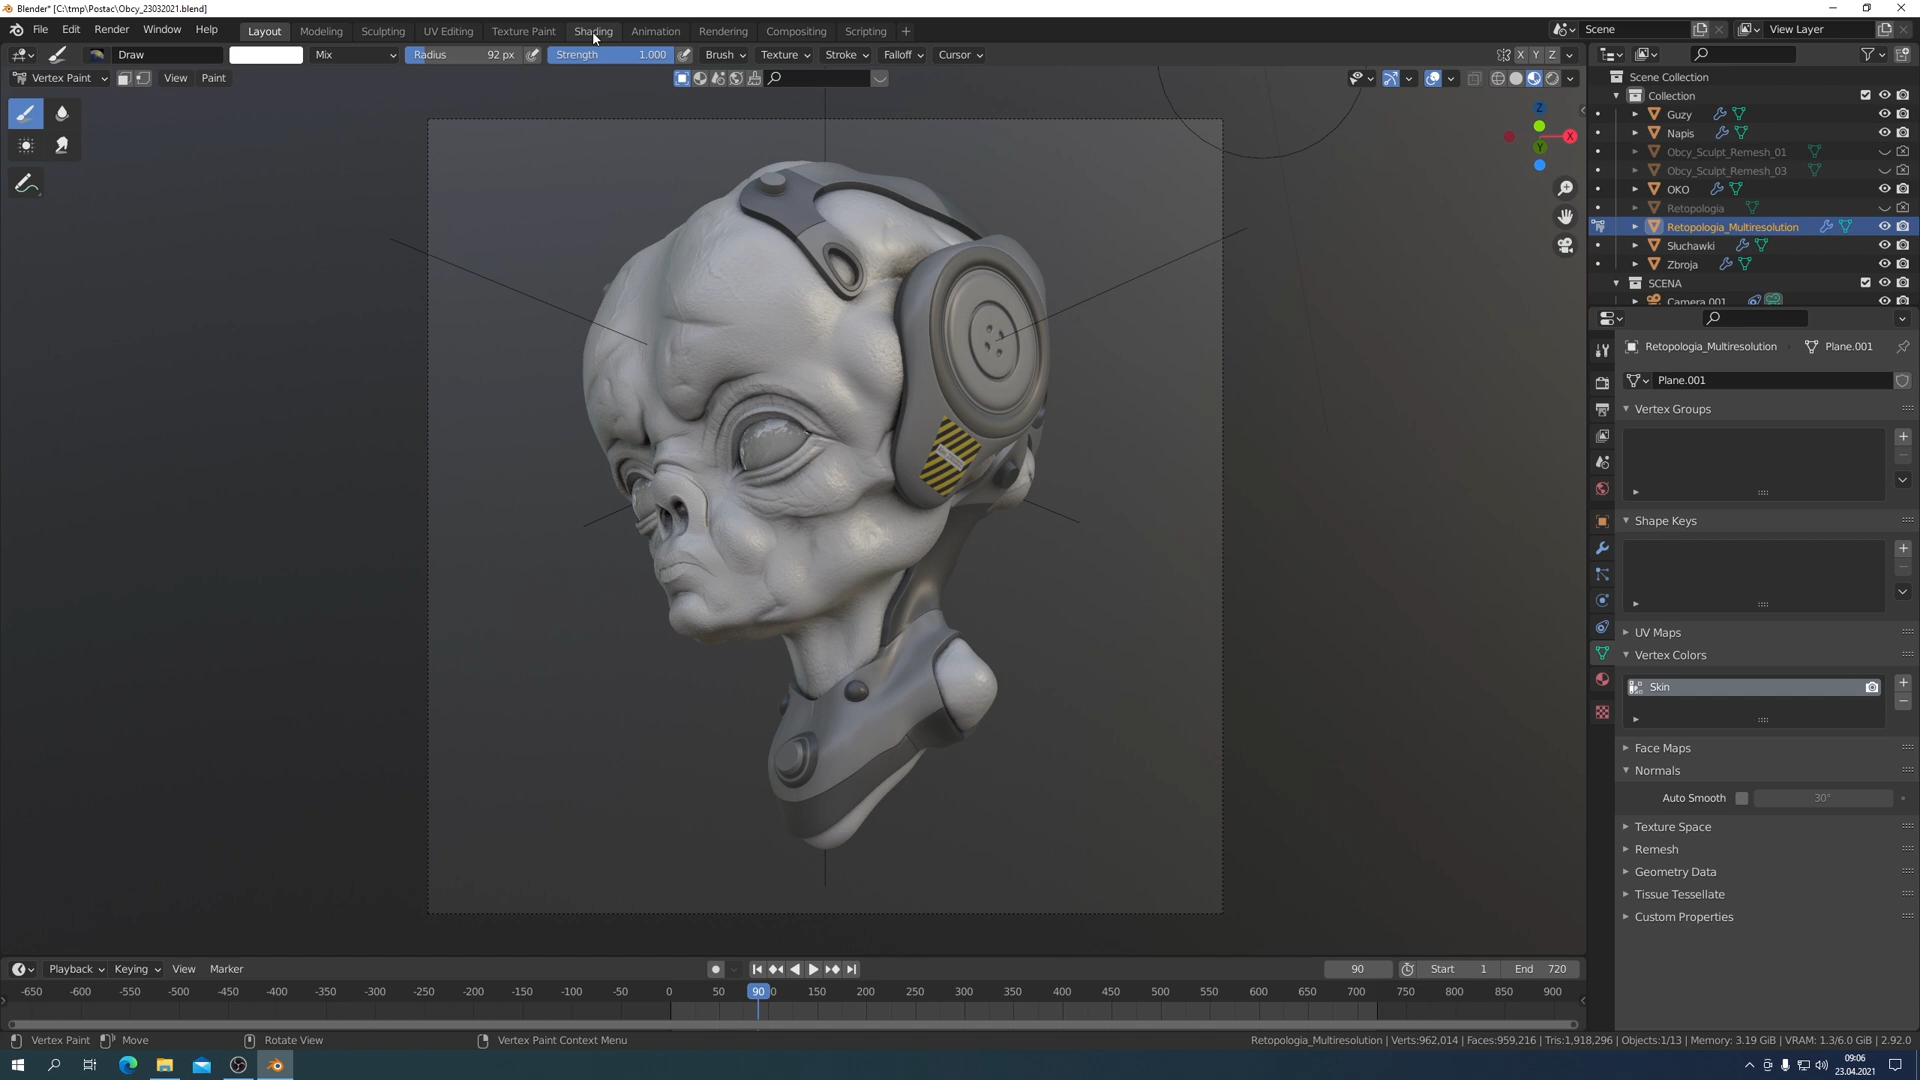 Blender* [C:\tmp\Postac\Obcy_23032021.blend]
File Edit Render Window Help Layout Modeling Sculpting UV Editing Texture Paint Shading Animation Rendering Compositing Scripting + Scene View Layer
Draw Mix Radius 92 px Strength 1.000 Brush Texture Stroke Falloff Cursor X Y Z
Vertex Paint View Paint
Scene Collection
Collection
Guzy
Napis
Obcy_Sculpt_Remesh_01
Obcy_Sculpt_Remesh_03
OKO
Retopologia
Retopologia_Multiresolution
Słuchawki
Zbroja
SCENA
Camera.001
Z
X
Y
Retopologia_Multiresolution Plane.001
Plane.001
Vertex Groups
Shape Keys
UV Maps
Vertex Colors
Skin
Face Maps
Normals
Auto Smooth 30°
Texture Space
Remesh
Geometry Data
Tissue Tessellate
Custom Properties
Playback Keying View Marker 90 Start 1 End 720
-650 -600 -550 -500 -450 -400 -350 -300 -250 -200 -150 -100 -50 0 50 90 150 200 250 300 350 400 450 500 550 600 650 700 750 800 850 900
Vertex Paint Move Rotate View Vertex Paint Context Menu Retopologia_Multiresolution | Verts:962,014 | Faces:959,216 | Tris:1,918,296 | Objects:1/13 | Memory: 3.19 GiB | VRAM: 1.3/6.0 GiB | 2.92.0
09:06
23.04.2021